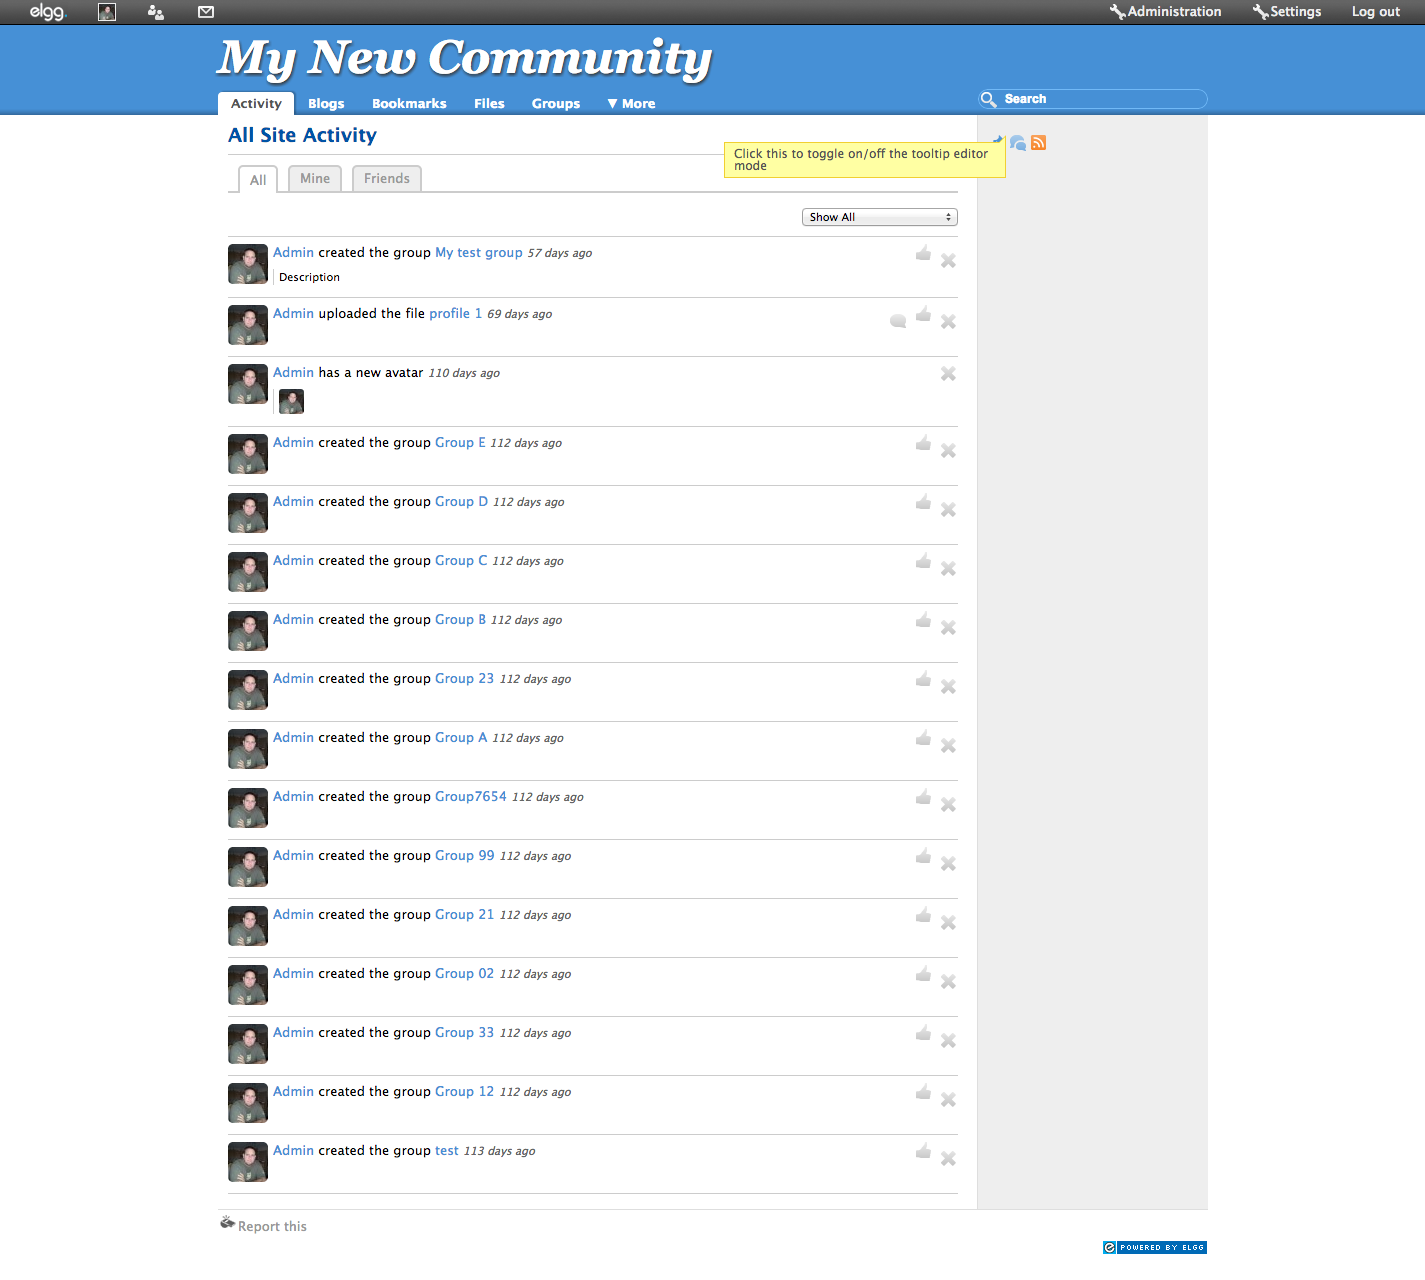 elgg.
Administration
Settings
Log out
My New Community
Activity
Blogs
Bookmarks
Files
Groups
▼ More
Search
All Site Activity
Click this to toggle on/off the tooltip editor
mode
All
Mine
Friends
Show All
Admin created the group My test group 57 days ago
Description
Admin uploaded the file profile 1 69 days ago
Admin has a new avatar 110 days ago
Admin created the group Group E 112 days ago
Admin created the group Group D 112 days ago
Admin created the group Group C 112 days ago
Admin created the group Group B 112 days ago
Admin created the group Group 23 112 days ago
Admin created the group Group A 112 days ago
Admin created the group Group7654 112 days ago
Admin created the group Group 99 112 days ago
Admin created the group Group 21 112 days ago
Admin created the group Group 02 112 days ago
Admin created the group Group 33 112 days ago
Admin created the group Group 12 112 days ago
Admin created the group test 113 days ago
Report this
POWERED BY ELGG